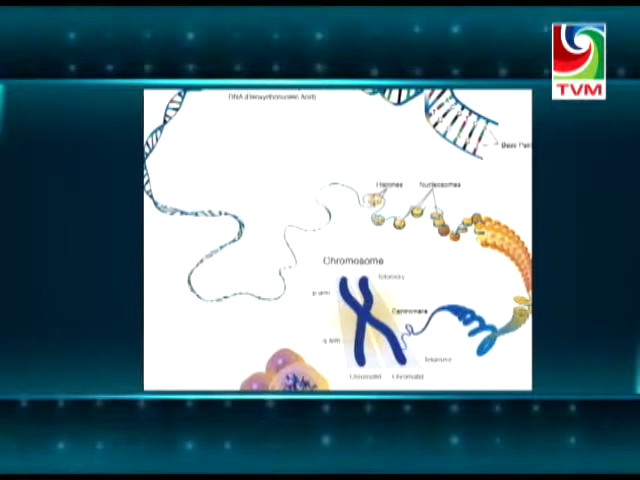 TVM
DNA (Deoxyribonucleic Acid)
Base Pairs
Histones
Nucleosomes
Chromosome
Telomere
p arm
Centromere
q arm
Telomere
Chromatid Chromatid